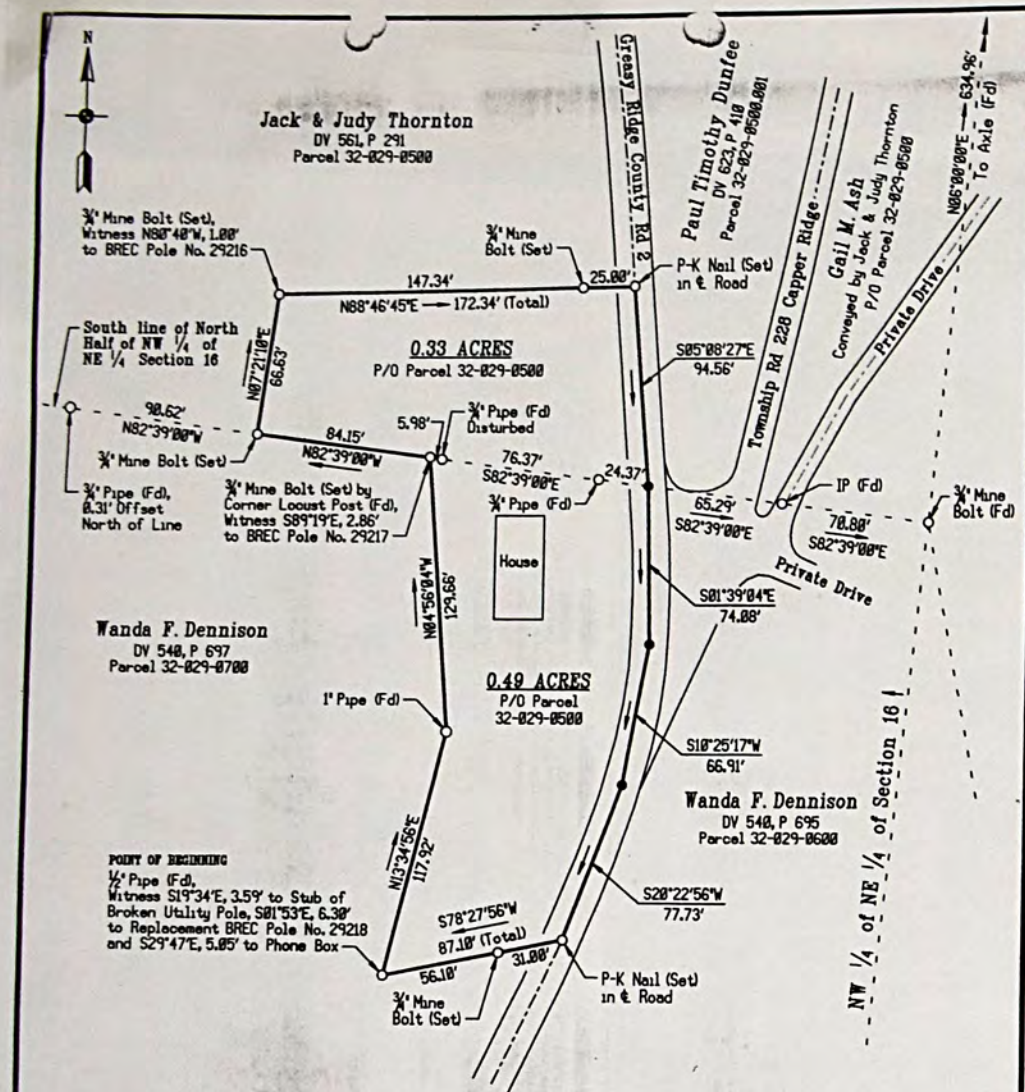 N
Jack & Judy Thornton
DV 561, P 291
Parcel 32-029-0500
Greasy Ridge County Rd 2
Paul Timothy Dunfee
DV 623, P 410
Parcel 32-029-0500.001
Township Rd 228 Capper Ridge
Gail M. Ash
Conveyed by Jack & Judy Thornton
P/O Parcel 32-029-0500
Private Drive
N06°00'00"E 634.96'
To Axle (Fd)
3/4" Mine Bolt (Set),
Witness N80°40'W, 1.00'
to BREC Pole No. 29216
3/4" Mine
Bolt (Set)
147.34'
25.00'
N88°46'45"E 172.34' (Total)
P-K Nail (Set)
in ℄ Road
South line of North
Half of NW 1/4 of
NE 1/4 Section 16
N07°21'10"E
66.63'
0.33 ACRES
P/O Parcel 32-029-0500
S05°08'27"E
94.56'
90.62'
N82°39'00"W
84.15'
N82°39'00"W
5.98'
3/4" Pipe (Fd)
Disturbed
76.37'
S82°39'00"E
24.37'
3/4" Pipe (Fd)
65.29'
S82°39'00"E
IP (Fd)
70.80'
S82°39'00"E
3/4" Mine
Bolt (Fd)
3/4" Mine Bolt (Set)
3/4" Pipe (Fd),
0.31' Offset
North of Line
3/4" Mine Bolt (Set) by
Corner Locust Post (Fd),
Witness S89°19'E, 2.86'
to BREC Pole No. 29217
House
Private Drive
N04°56'04"W
129.66'
S01°39'04"E
74.08'
Wanda F. Dennison
DV 540, P 697
Parcel 32-029-0700
1" Pipe (Fd)
0.49 ACRES
P/O Parcel
32-029-0500
S10°25'17"W
66.91'
Wanda F. Dennison
DV 540, P 695
Parcel 32-029-0600
NW 1/4 of NE 1/4 of Section 16
N13°34'56"E
117.92'
S20°22'56"W
77.73'
POINT OF BEGINNING
1/2" Pipe (Fd),
Witness S19°34'E, 3.59' to Stub of
Broken Utility Pole, S01°53'E, 6.30'
to Replacement BREC Pole No. 29218
and S29°47'E, 5.05' to Phone Box
S78°27'56"W
87.10' (Total)
56.10'
31.00'
3/4" Mine
Bolt (Set)
P-K Nail (Set)
in ℄ Road